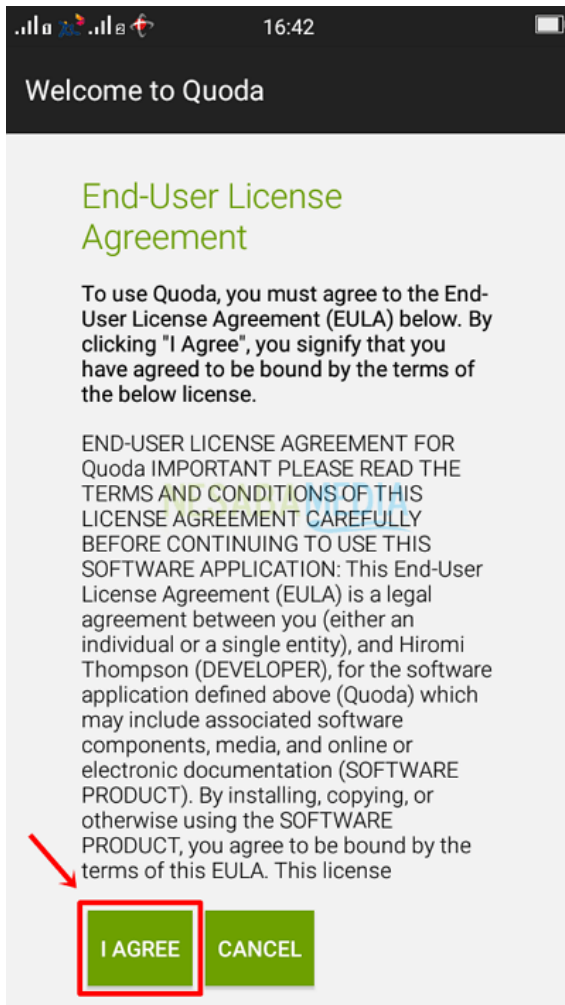 16:42
Welcome to Quoda
End-User License
Agreement
To use Quoda, you must agree to the End-
User License Agreement (EULA) below. By
clicking "I Agree", you signify that you
have agreed to be bound by the terms of
the below license.
END-USER LICENSE AGREEMENT FOR
Quoda IMPORTANT PLEASE READ THE
TERMS AND CONDITIONS OF THIS
NESABAMEDIA
LICENSE AGREEMENT CAREFULLY
BEFORE CONTINUING TO USE THIS
SOFTWARE APPLICATION: This End-User
License Agreement (EULA) is a legal
agreement between you (either an
individual or a single entity), and Hiromi
Thompson (DEVELOPER), for the software
application defined above (Quoda) which
may include associated software
components, media, and online or
electronic documentation (SOFTWARE
PRODUCT). By installing, copying, or
otherwise using the SOFTWARE
PRODUCT, you agree to be bound by the
terms of this EULA. This license
I AGREE CANCEL